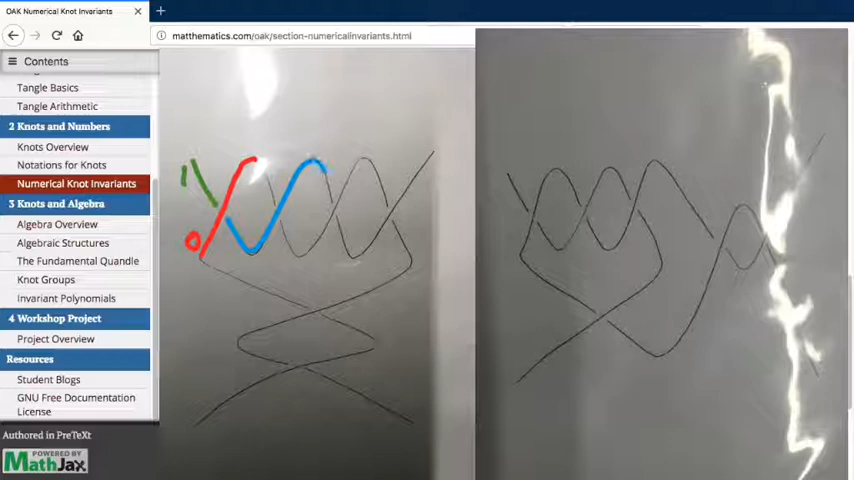 OAK Numerical Knot Invariants
matthematics.com/oak/section-numericalinvariants.html
Contents
Tangle Basics
Tangle Arithmetic
2 Knots and Numbers
Knots Overview
Notations for Knots
Numerical Knot Invariants
3 Knots and Algebra
Algebra Overview
Algebraic Structures
The Fundamental Quandle
Knot Groups
Invariant Polynomials
4 Workshop Project
Project Overview
Resources
Student Blogs
GNU Free Documentation
License
Authored in PreTeXt
POWERED BY
MathJax
1
0